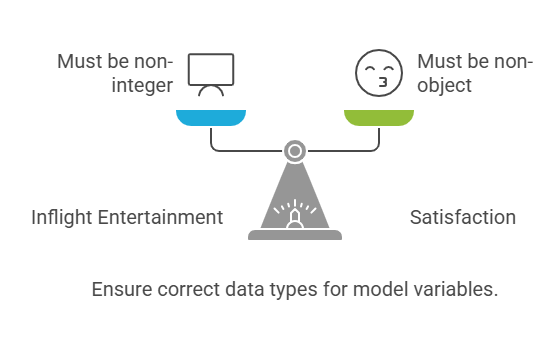 Must be non-
integer
Must be non-
object
Inflight Entertainment
Satisfaction
Ensure correct data types for model variables.